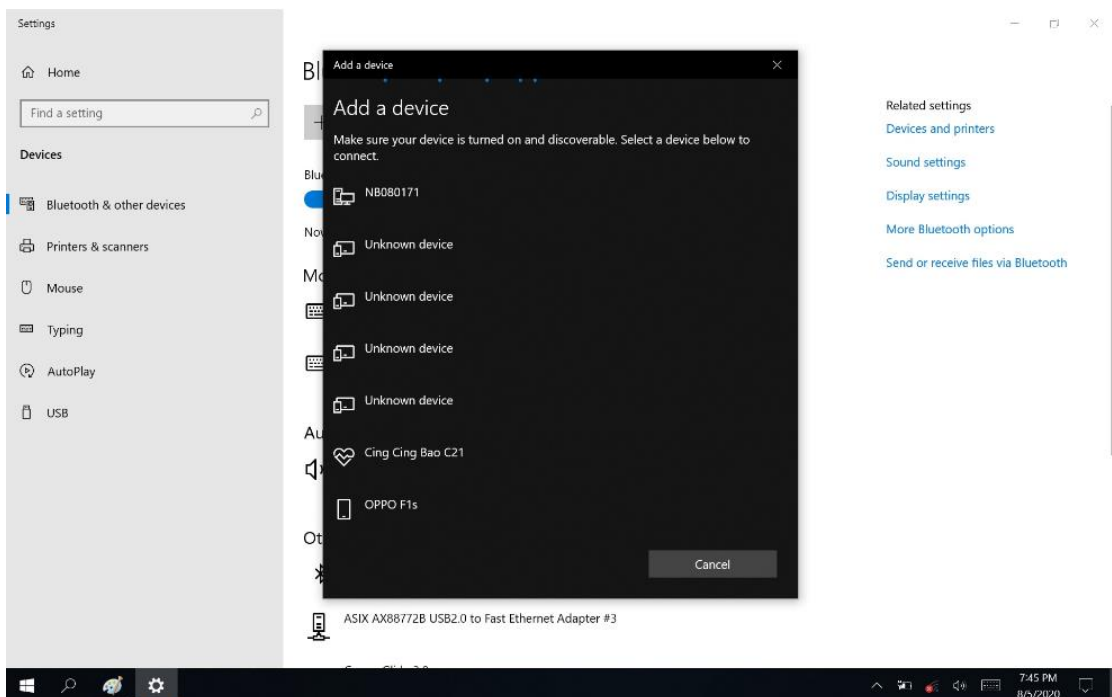 Settings
Home
Find a setting
Devices
Bluetooth & other devices
Printers & scanners
Mouse
Typing
AutoPlay
USB
Add a device
Add a device
Make sure your device is turned on and discoverable. Select a device below to
connect.
NB080171
Unknown device
Unknown device
Unknown device
Unknown device
Cing Cing Bao C21
OPPO F1s
Cancel
ASIX AX88772B USB2.0 to Fast Ethernet Adapter #3
Related settings
Devices and printers
Sound settings
Display settings
More Bluetooth options
Send or receive files via Bluetooth
7:45 PM
8/5/2020